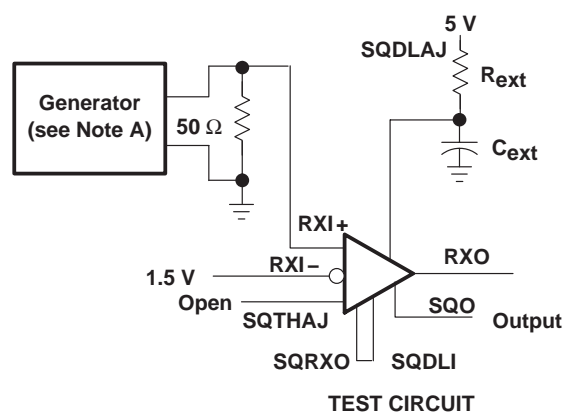 5 V
SQDLAJ
Rext
Generator
(see Note A)
50 Ω
Cext
RXI+
RXI−
RXO
1.5 V
Open
SQTHAJ
SQO
Output
SQRXO
SQDLI
TEST CIRCUIT